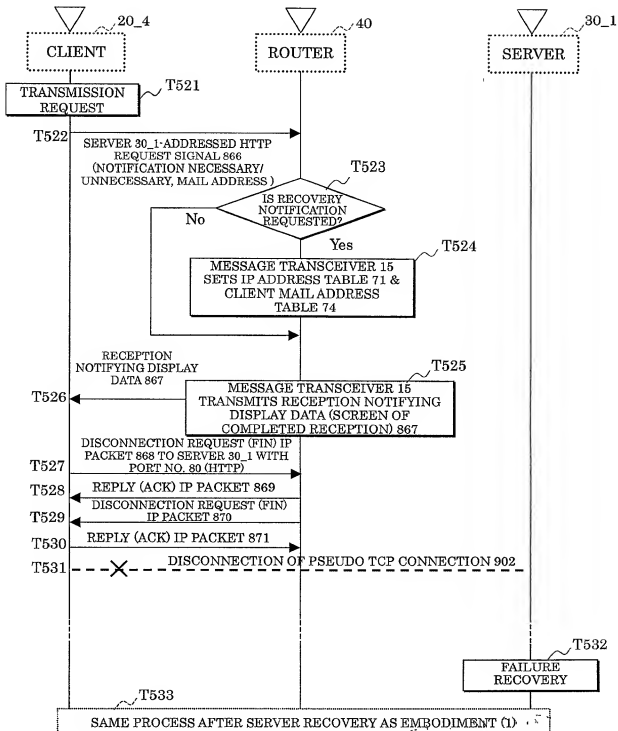 20_4
40
30_1
CLIENT
ROUTER
SERVER
TRANSMISSION
REQUEST
T521
T522
SERVER 30_1-ADDRESSED HTTP
REQUEST SIGNAL 866
(NOTIFICATION NECESSARY/
UNNECESSARY, MAIL ADDRESS )
T523
IS RECOVERY
NOTIFICATION
REQUESTED?
No
Yes
T524
MESSAGE TRANSCEIVER 15
SETS IP ADDRESS TABLE 71 &
CLIENT MAIL ADDRESS
TABLE 74
RECEPTION
NOTIFYING DISPLAY
DATA 867
T525
T526
MESSAGE TRANSCEIVER 15
TRANSMITS RECEPTION NOTIFYING
DISPLAY DATA (SCREEN OF
COMPLETED RECEPTION) 867
DISCONNECTION REQUEST (FIN) IP
PACKET 868 TO SERVER 30_1 WITH
PORT NO. 80 (HTTP)
T527
REPLY (ACK) IP PACKET 869
T528
DISCONNECTION REQUEST (FIN)
IP PACKET 870
T529
REPLY (ACK) IP PACKET 871
T530
DISCONNECTION OF PSEUDO TCP CONNECTION 902
T531
T532
FAILURE
RECOVERY
T533
SAME PROCESS AFTER SERVER RECOVERY AS EMBODIMENT (1)